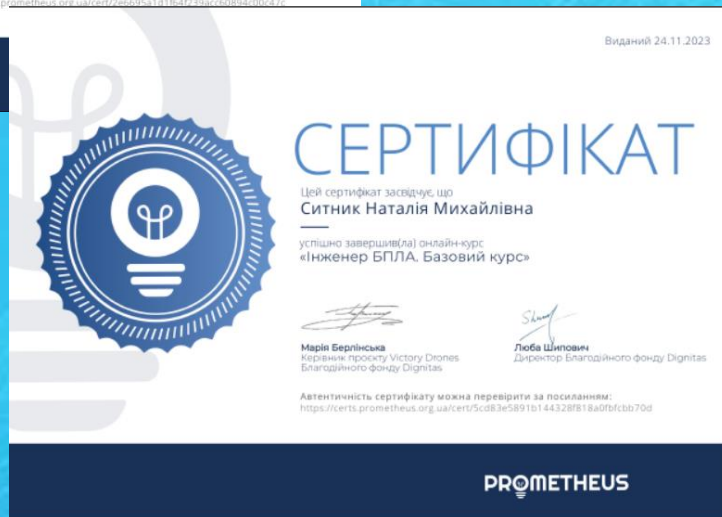 Виданий 24.11.2023
СЕРТИФІКАТ
Цей сертифікат засвідчує, що
Ситник Наталія Михайлівна
успішно завершив(ла) онлайн-курс
«Інженер БПЛА. Базовий курс»
Марія Берлінська
Керівник проєкту Victory Drones
Благодійного фонду Dignitas
Люба Шипович
Директор Благодійного фонду Dignitas
Автентичність сертифікату можна перевірити за посиланням:
https://certs.prometheus.org.ua/cert/5cd83e5891b144328f818a0fbfcbb70d
PROMETHEUS